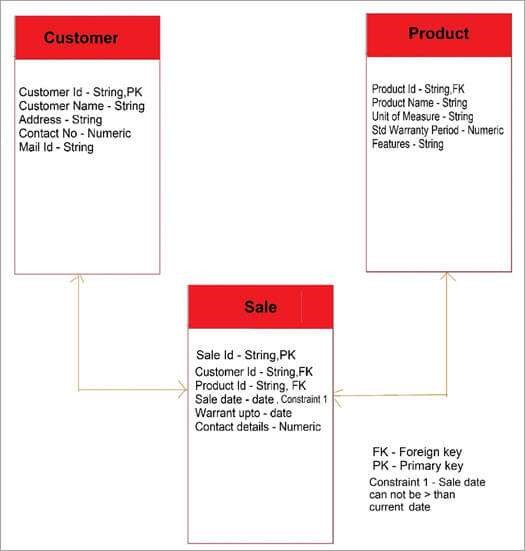 Customer
Customer Id - String,PK
Customer Name - String
Address - String
Contact No - Numeric
Mail Id - String
Product
Product Id - String,FK
Product Name - String
Unit of Measure - String
Std Warranty Period - Numeric
Features - String
Sale
Sale Id - String,PK
Customer Id - String,FK
Product Id - String, FK
Sale date - date , Constraint 1
Warrant upto - date
Contact details - Numeric
FK - Foreign key
PK - Primary key
Constraint 1 - Sale date
can not be > than
current date